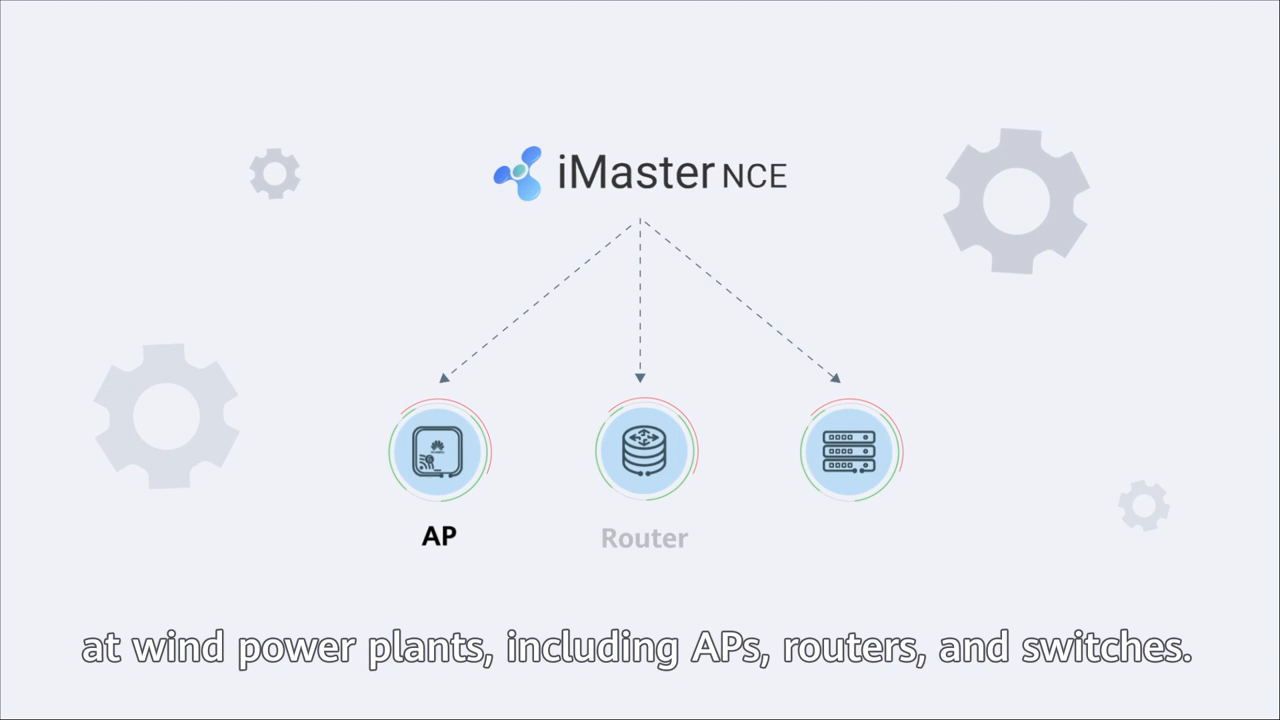 iMaster NCE
AP
Router
at wind power plants, including APs, routers, and switches.